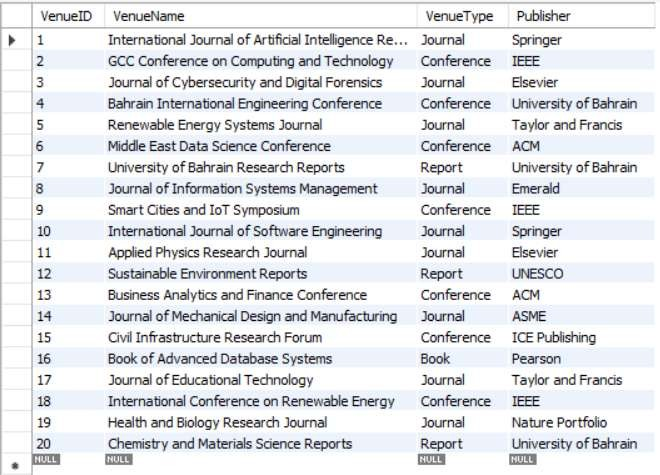 VenueID VenueName VenueType Publisher
1 International Journal of Artificial Intelligence Re... Journal Springer
2 GCC Conference on Computing and Technology Conference IEEE
3 Journal of Cybersecurity and Digital Forensics Journal Elsevier
4 Bahrain International Engineering Conference Conference University of Bahrain
5 Renewable Energy Systems Journal Journal Taylor and Francis
6 Middle East Data Science Conference Conference ACM
7 University of Bahrain Research Reports Report University of Bahrain
8 Journal of Information Systems Management Journal Emerald
9 Smart Cities and IoT Symposium Conference IEEE
10 International Journal of Software Engineering Journal Springer
11 Applied Physics Research Journal Journal Elsevier
12 Sustainable Environment Reports Report UNESCO
13 Business Analytics and Finance Conference Conference ACM
14 Journal of Mechanical Design and Manufacturing Journal ASME
15 Civil Infrastructure Research Forum Conference ICE Publishing
16 Book of Advanced Database Systems Book Pearson
17 Journal of Educational Technology Journal Taylor and Francis
18 International Conference on Renewable Energy Conference IEEE
19 Health and Biology Research Journal Journal Nature Portfolio
20 Chemistry and Materials Science Reports Report University of Bahrain
NULL NULL NULL NULL